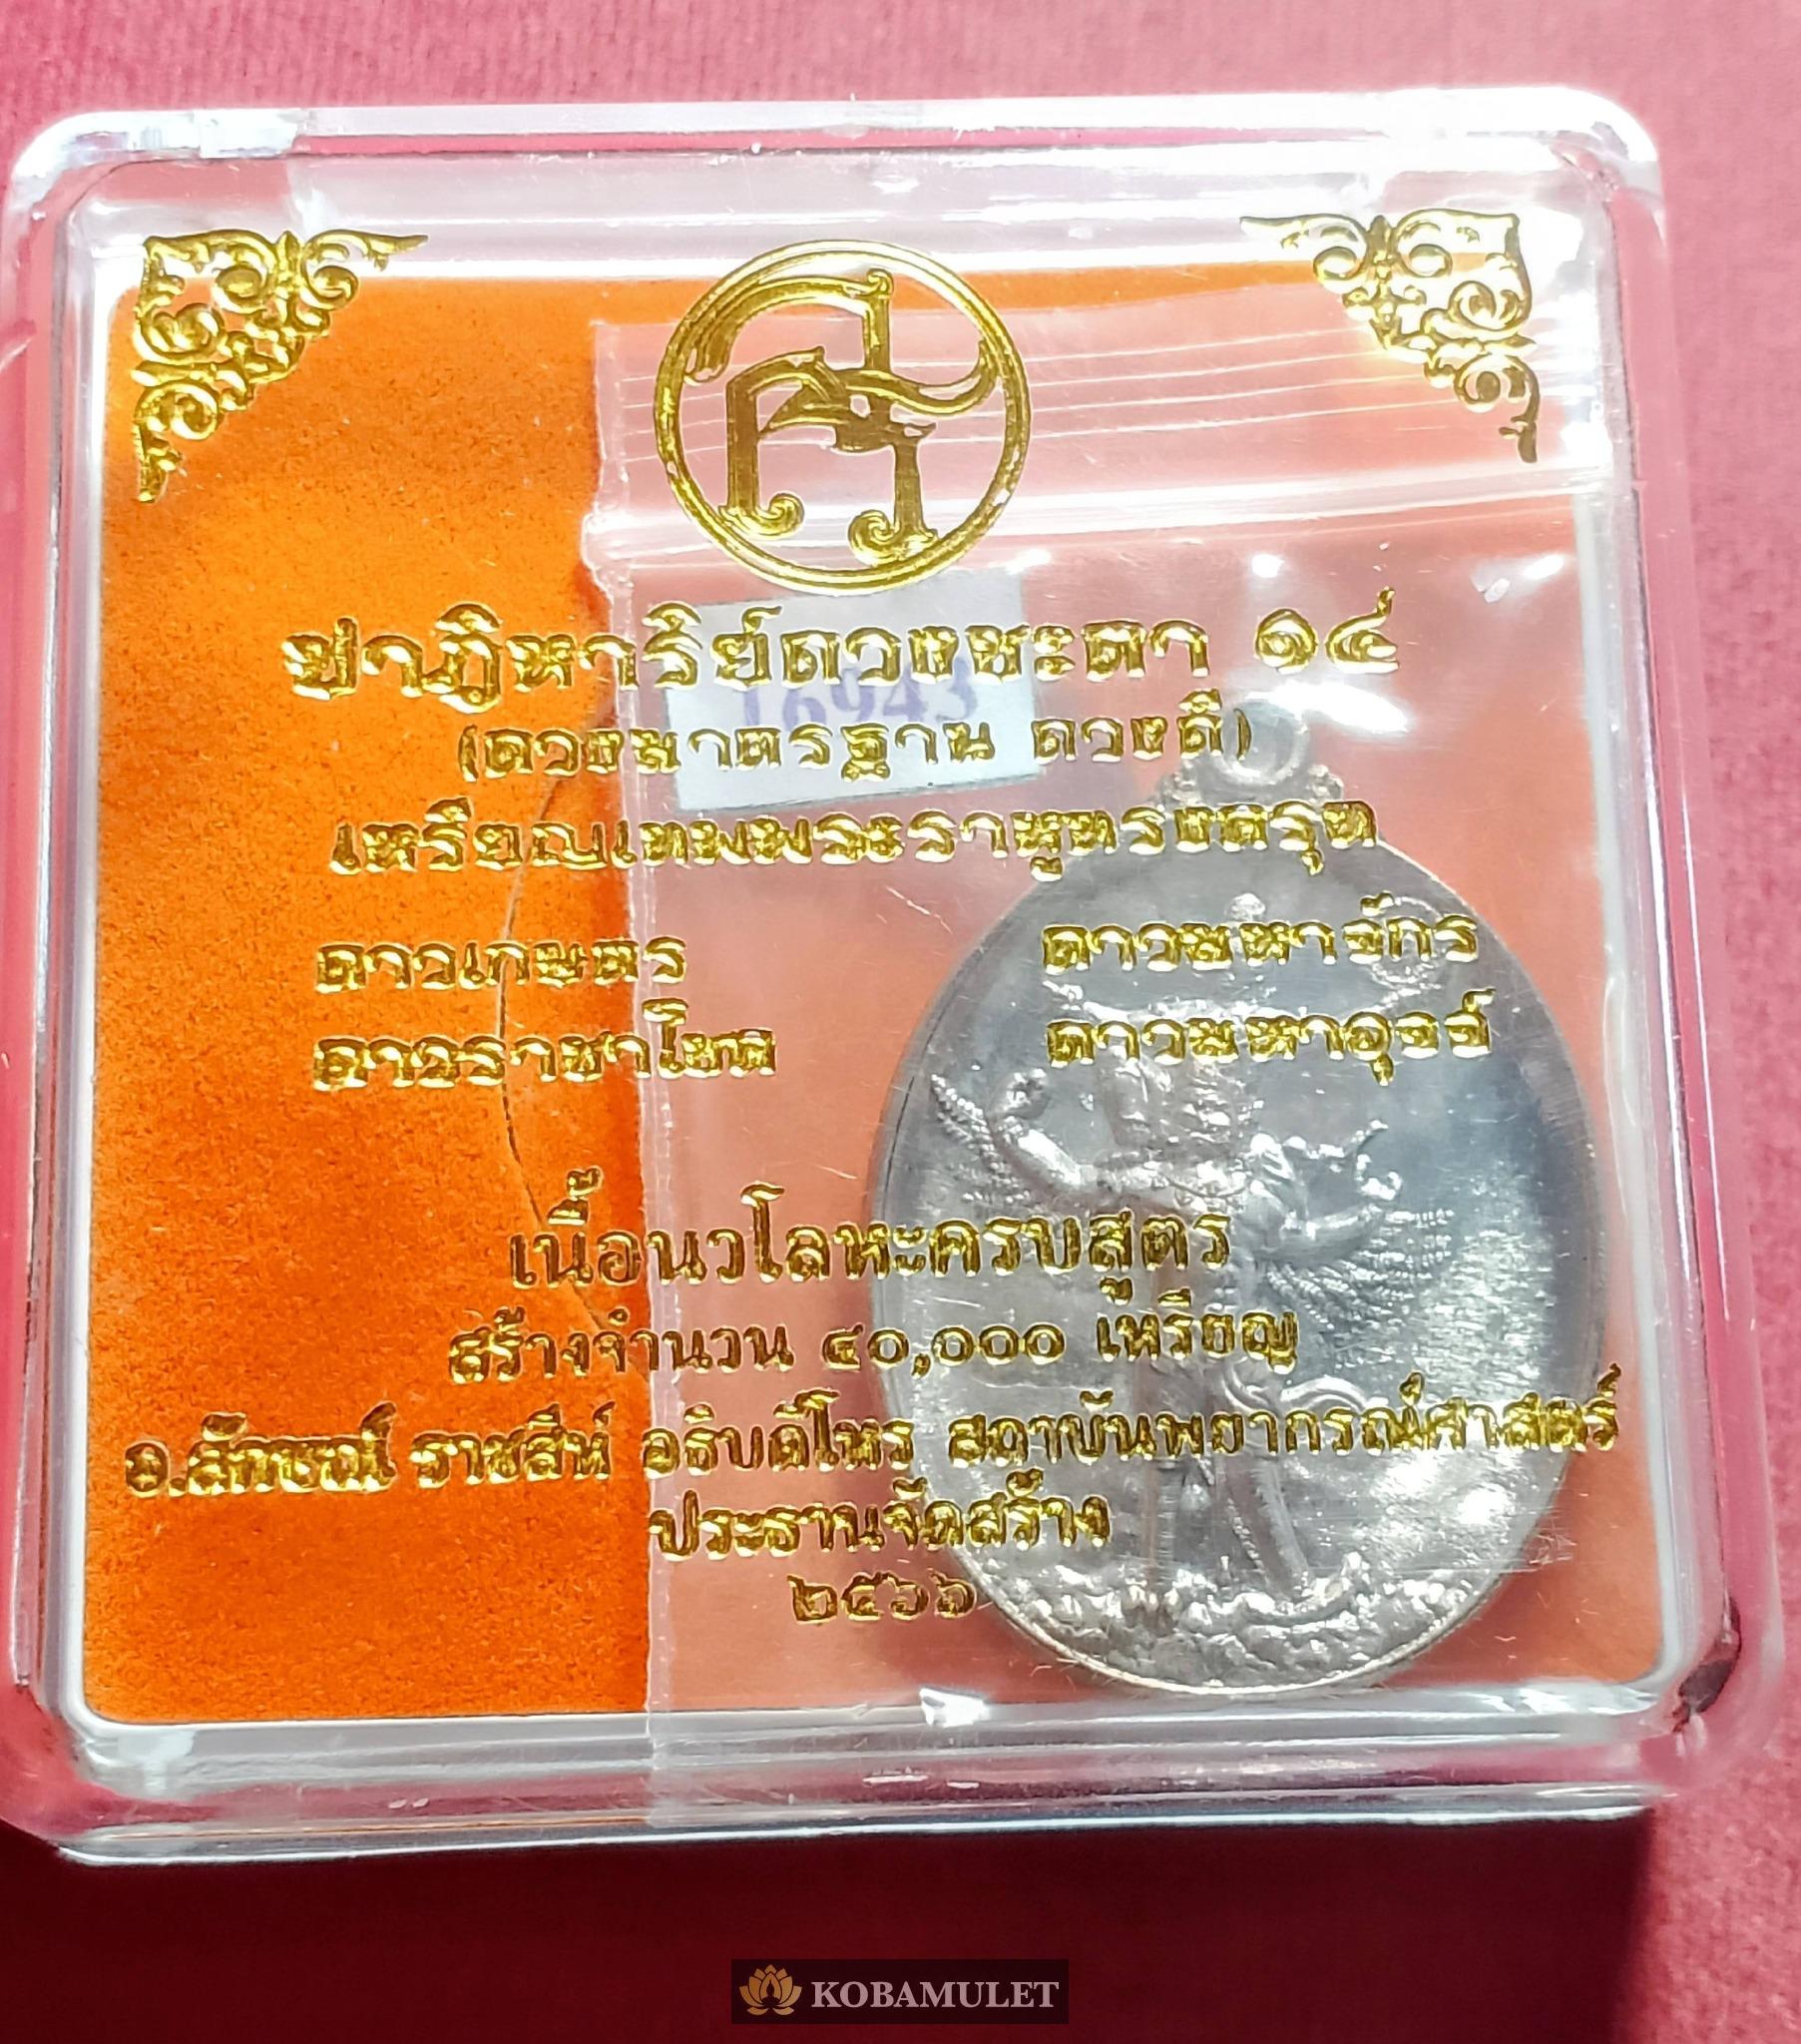 ปาฏิหาริย์ดวงชะตา ๑๔
16943
(ดวงมาตรฐาน ดวงดี)
เหรียญเทพพระราหูทรงครุฑ
ดาวเกษตร ดาวมหาจักร
ดาวราชาโชค ดาวมหาอุจจ์
เนื้อนวโลหะครบสูตร
สร้างจำนวน ๔๐,๐๐๐ เหรียญ
อ.ลักษณ์ ราชสีห์ อธิบดีโหร สถาบันพยากรณ์ศาสตร์
ประธานจัดสร้าง
๒๕๖๖
KOBAMULET